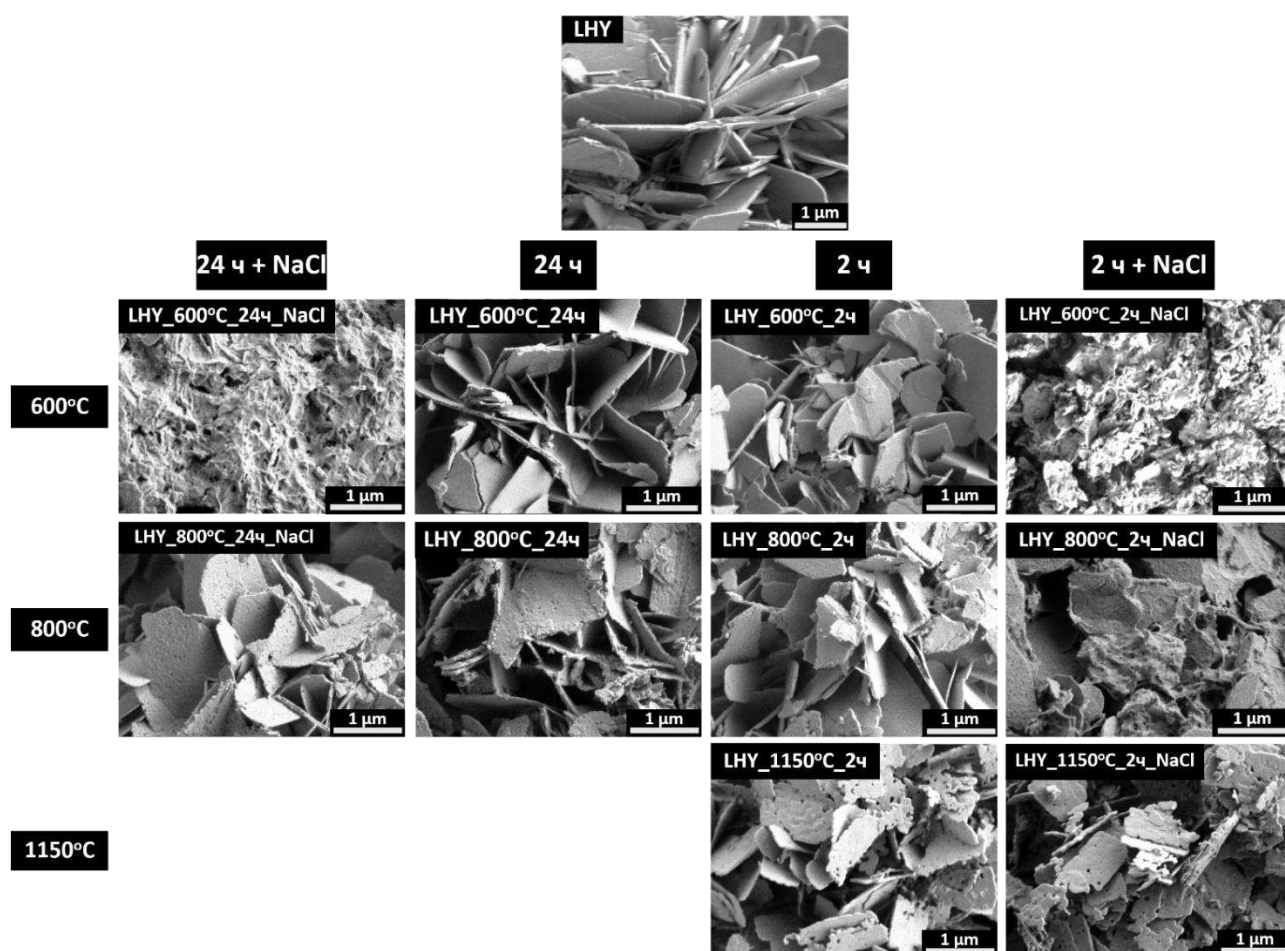 LHY
1 µm
24 ч + NaCl
24 ч
2 ч
2 ч + NaCl
600°C
LHY_600°C_24ч_NaCl
1 µm
LHY_600°C_24ч
1 µm
LHY_600°C_2ч
1 µm
LHY_600°C_2ч_NaCl
1 µm
800°C
LHY_800°C_24ч_NaCl
1 µm
LHY_800°C_24ч
1 µm
LHY_800°C_2ч
1 µm
LHY_800°C_2ч_NaCl
1 µm
1150°C
LHY_1150°C_2ч
1 µm
LHY_1150°C_2ч_NaCl
1 µm